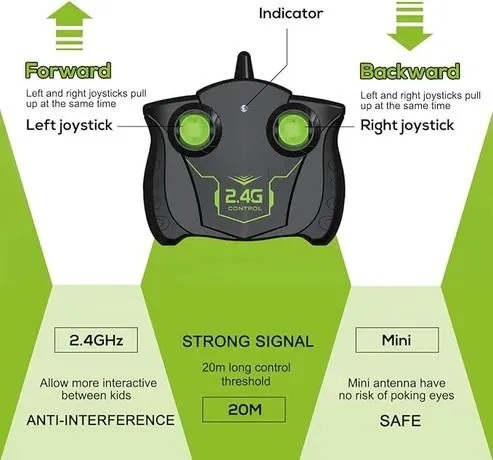 Indicator
Forward
Left and right joysticks pull
up at the same time
Left joystick
Backward
Left and right joysticks pull
up at the same time
Right joystick
2.4G
CONTROL
2.4GHz
Allow more interactive
between kids
ANTI-INTERFERENCE
STRONG SIGNAL
20m long control
threshold
20M
Mini
Mini antenna have
no risk of poking eyes
SAFE